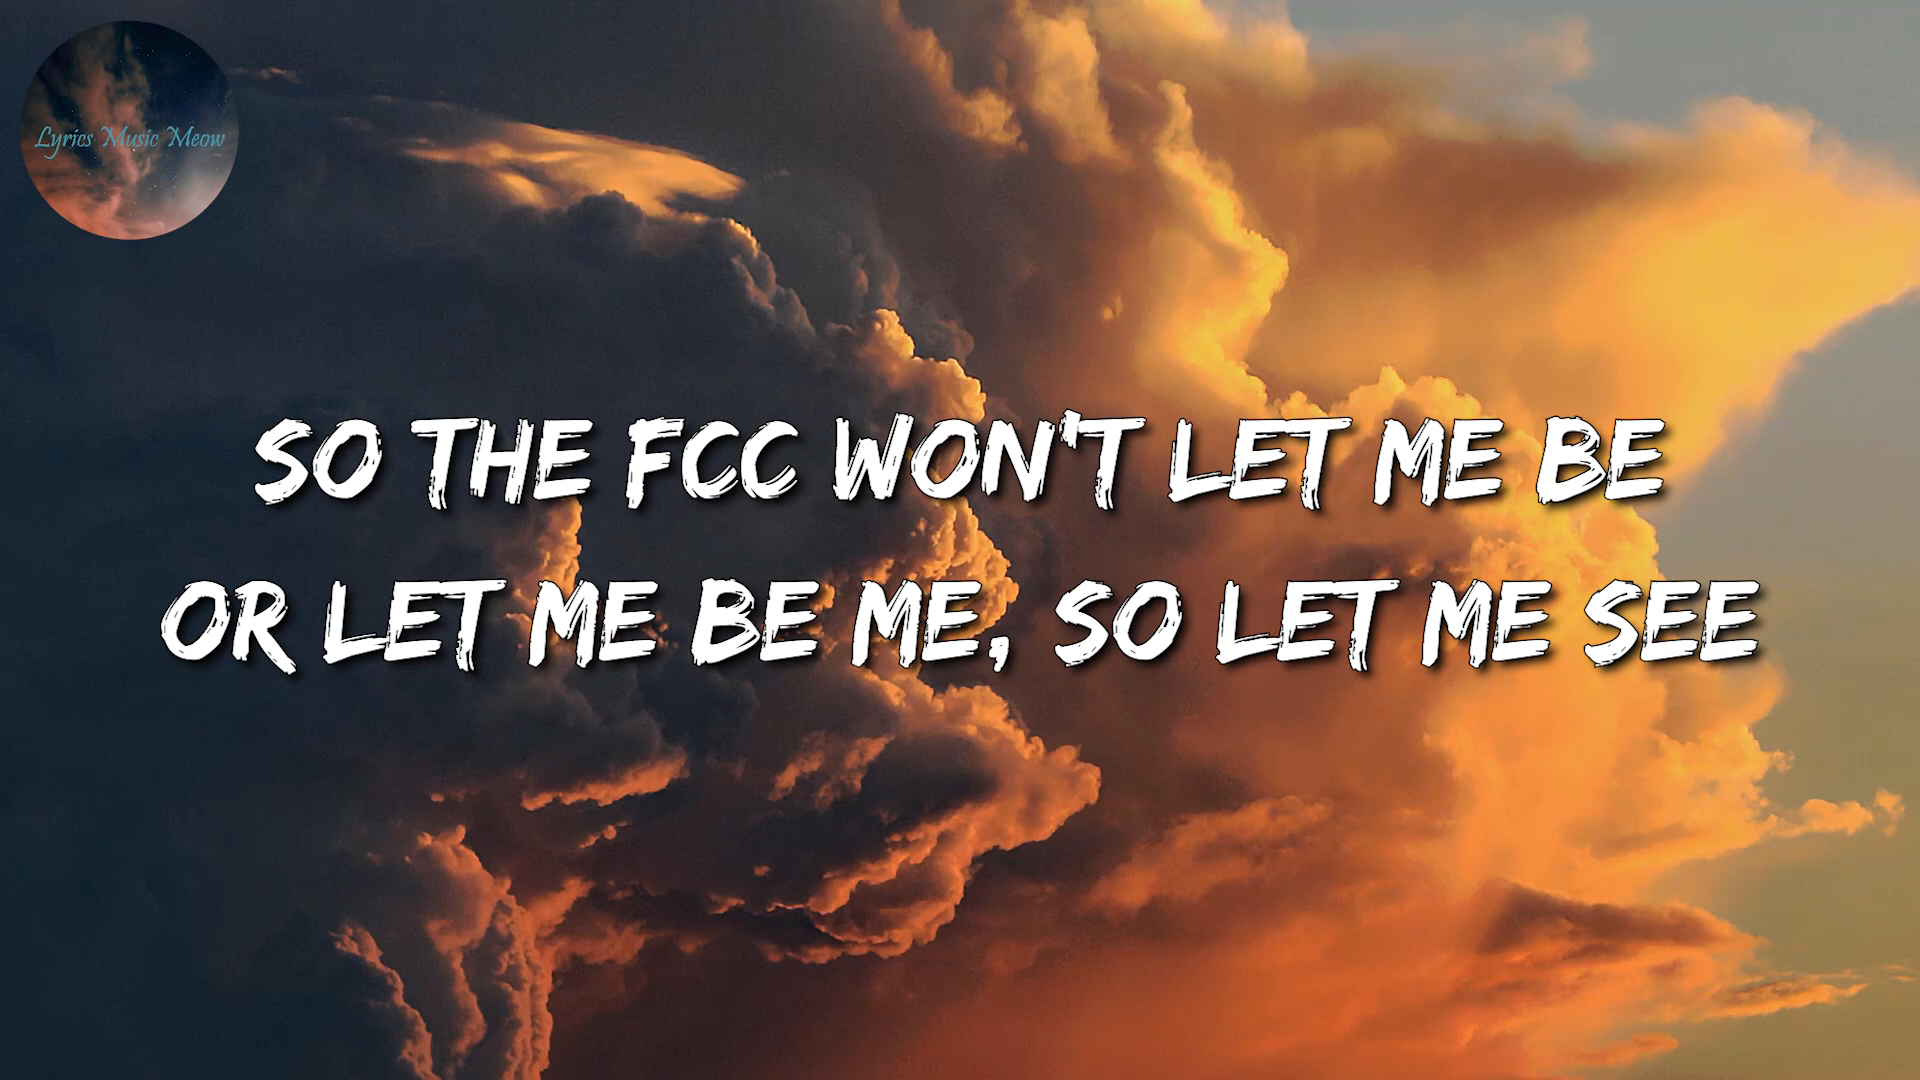 Lyrics Music Meow
SO THE FCC WON'T LET ME BE
OR LET ME BE ME, SO LET ME SEE